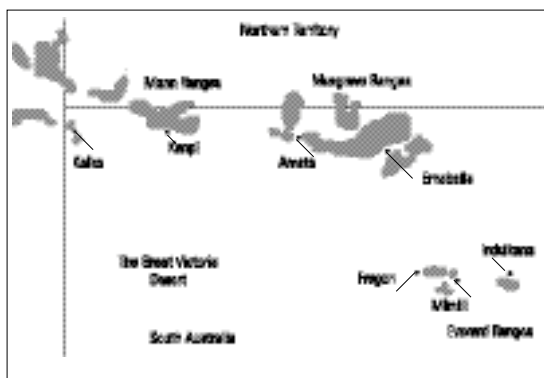 Northern Territory
Mann Ranges
Musgrave Ranges
Kalka
Kanpi
Amata
Ernabella
Indulkana
The Great Victoria
Desert
Fregon
Mimili
Everard Ranges
South Australia